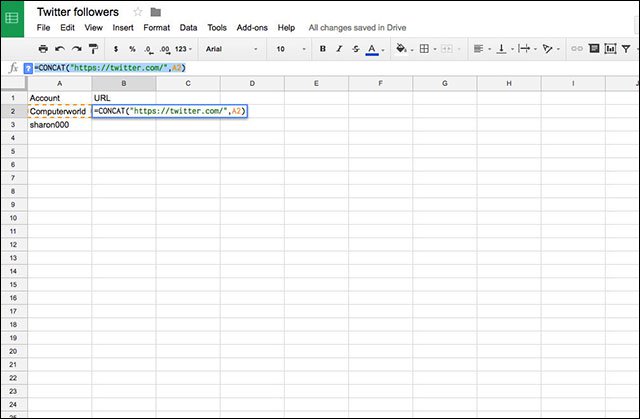 Twitter followers
File Edit View Insert Format Data Tools Add-ons Help All changes saved in Drive
$ % .0 .00 123 Arial 10 B I S A
fx ? =CONCAT("https://twitter.com/",A2)
A B C D E F G H I
1 Account URL
2 Computerworld =CONCAT("https://twitter.com/",A2)
3 sharon000
4
5
6
7
8
9
10
11
12
13
14
15
16
17
18
19
20
21
22
23
24